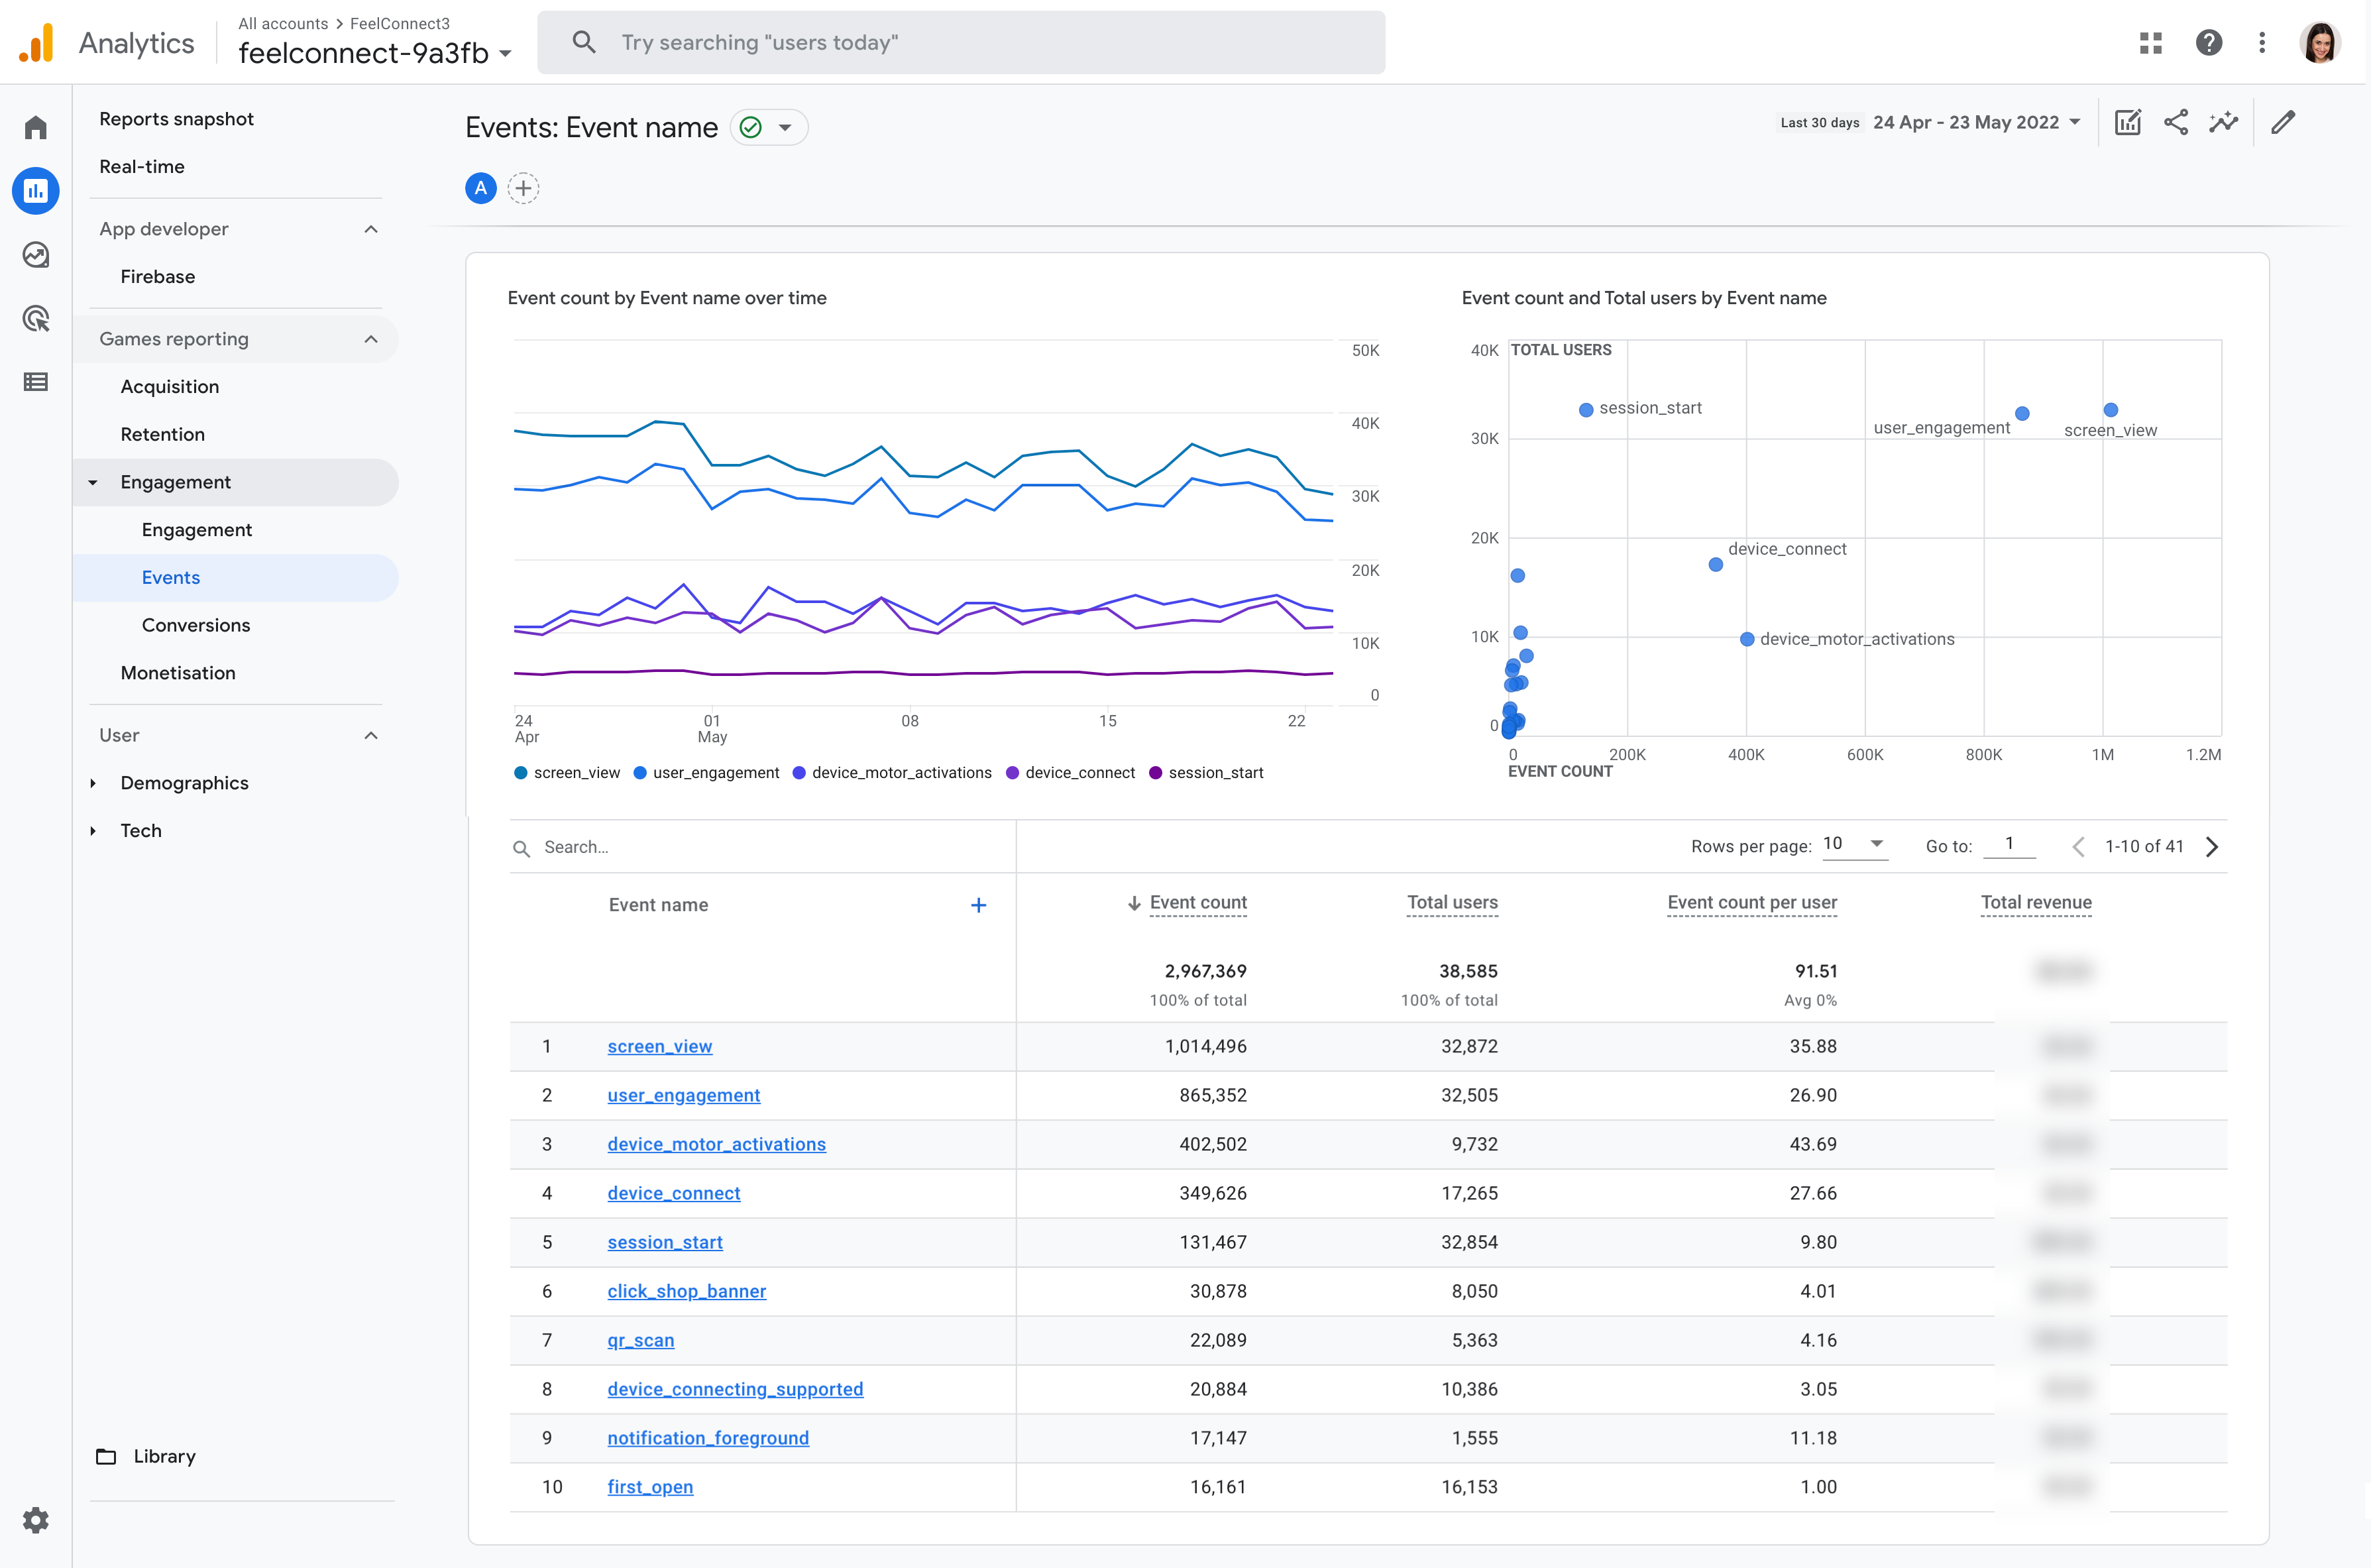 Analytics
All accounts > FeelConnect3
feelconnect-9a3fb
Try searching "users today"
Reports snapshot
Real-time
App developer
Firebase
Games reporting
Acquisition
Retention
Engagement
Engagement
Events
Conversions
Monetisation
User
Demographics
Tech
Library
Events: Event name
Last 30 days 24 Apr - 23 May 2022
A
Event count by Event name over time
50K
40K
30K
20K
10K
0
24 01 08 15 22
Apr May
screen_view user_engagement device_motor_activations device_connect session_start
Event count and Total users by Event name
40K TOTAL USERS
session_start
user_engagement
screen_view
30K
20K
device_connect
10K
device_motor_activations
0
0 200K 400K 600K 800K 1M 1.2M
EVENT COUNT
Search... Rows per page: 10 Go to: 1 1-10 of 41
Event name + Event count Total users Event count per user Total revenue
2,967,369 38,585 91.51
100% of total 100% of total Avg 0%
1 screen_view 1,014,496 32,872 35.88
2 user_engagement 865,352 32,505 26.90
3 device_motor_activations 402,502 9,732 43.69
4 device_connect 349,626 17,265 27.66
5 session_start 131,467 32,854 9.80
6 click_shop_banner 30,878 8,050 4.01
7 qr_scan 22,089 5,363 4.16
8 device_connecting_supported 20,884 10,386 3.05
9 notification_foreground 17,147 1,555 11.18
10 first_open 16,161 16,153 1.00